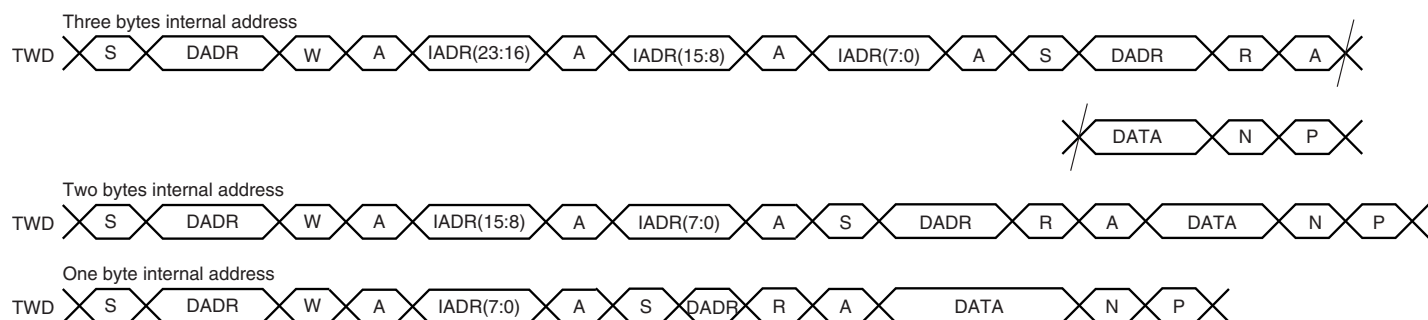 Three bytes internal address
TWD S DADR W A IADR(23:16) A IADR(15:8) A IADR(7:0) A S DADR R A
DATA N P
Two bytes internal address
TWD S DADR W A IADR(15:8) A IADR(7:0) A S DADR R A DATA N P
One byte internal address
TWD S DADR W A IADR(7:0) A S DADR R A DATA N P